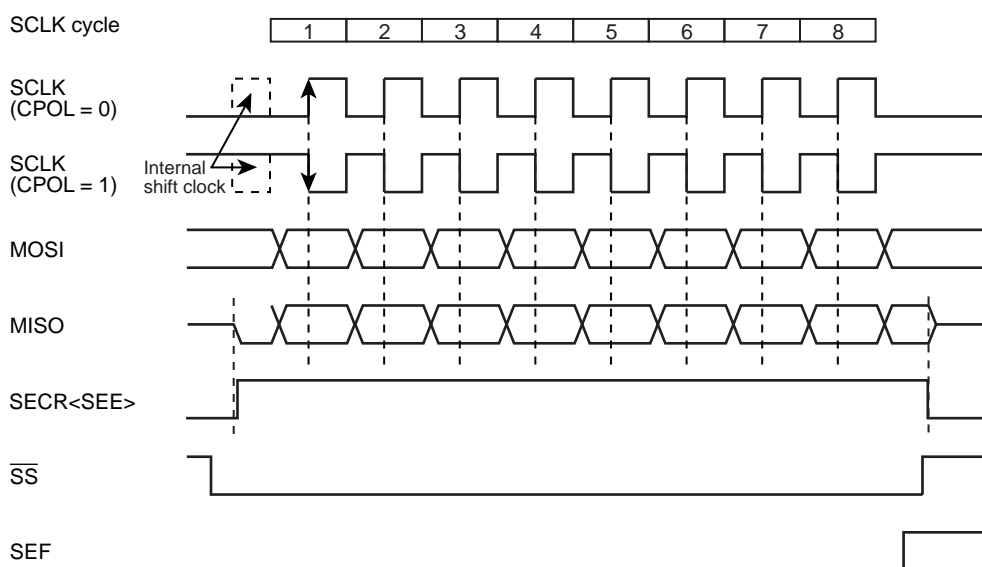 SCLK cycle
1 2 3 4 5 6 7 8
SCLK
(CPOL = 0)
SCLK
(CPOL = 1)
Internal
shift clock
MOSI
MISO
SECR<SEE>
SS
SEF